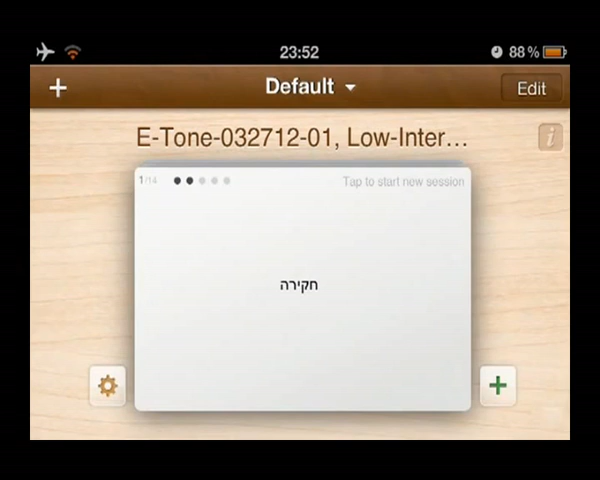 23:52
88%
+
Default
Edit
E-Tone-032712-01, Low-Inter...
i
1/14
Tap to start new session
חקירה
+